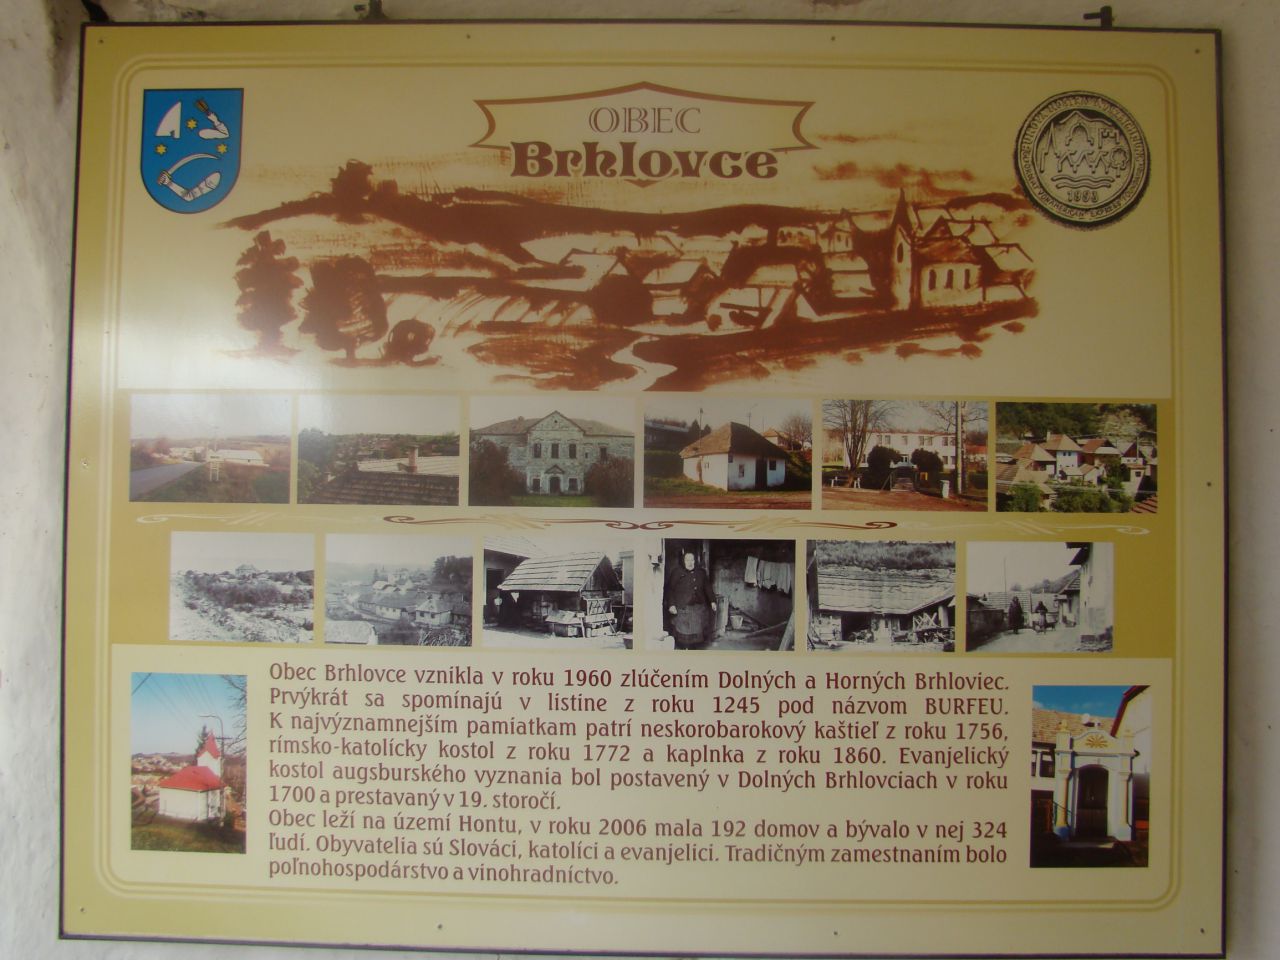 OBEC
Brhlovce
1993
Obec Brhlovce vznikla v roku 1960 zlúčením Dolných a Horných Brhloviec.
Prvýkrát sa spomínajú v listine z roku 1245 pod názvom BURFEU.
K najvýznamnejším pamiatkam patrí neskorobarokový kaštieľ z roku 1756,
rímsko-katolícky kostol z roku 1772 a kaplnka z roku 1860. Evanjelický
kostol augsburského vyznania bol postavený v Dolných Brhlovciach v roku
1700 a prestavaný v 19. storočí.
Obec leží na území Hontu, v roku 2006 mala 192 domov a bývalo v nej 324
ľudí. Obyvatelia sú Slováci, katolíci a evanjelici. Tradičným zamestnaním bolo
poľnohospodárstvo a vinohradníctvo.